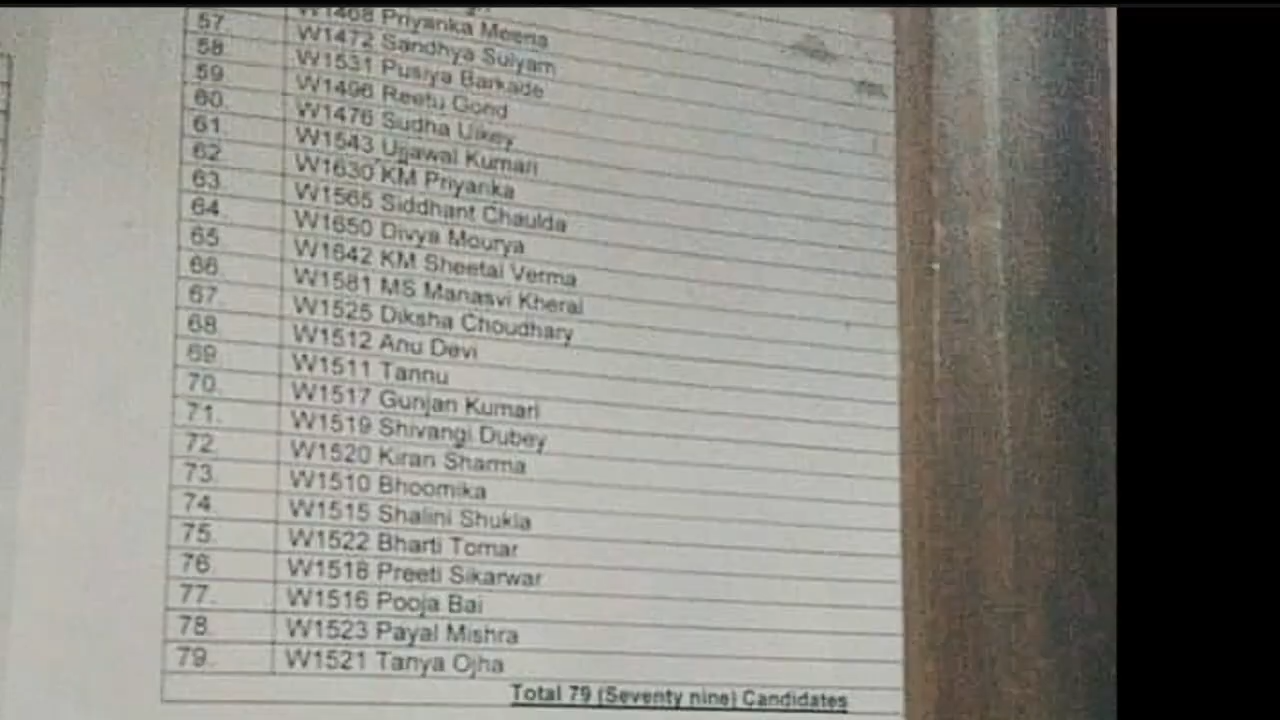 W1468 Priyanka Meena
57. W1472 Sandhya Suiyam
58. W1531 Pusiya Barkade
59. W1496 Reetu Gond
60. W1476 Sudha Uikey
61. W1543 Ujjawal Kumari
62. W1630 KM Priyanka
63. W1565 Siddhant Chaulda
64. W1650 Divya Mourya
65. W1642 KM Sheetal Verma
66. W1581 MS Manasvi Kheral
67. W1525 Diksha Choudhary
68. W1512 Anu Devi
69. W1511 Tannu
70. W1517 Gunjan Kumari
71. W1519 Shivangi Dubey
72. W1520 Kiran Sharma
73. W1510 Bhoomika
74. W1515 Shalini Shukla
75. W1522 Bharti Tomar
76. W1518 Preeti Sikarwar
77. W1516 Pooja Bai
78. W1523 Payal Mishra
79. W1521 Tanya Ojha
Total 79 (Seventy nine) Candidates